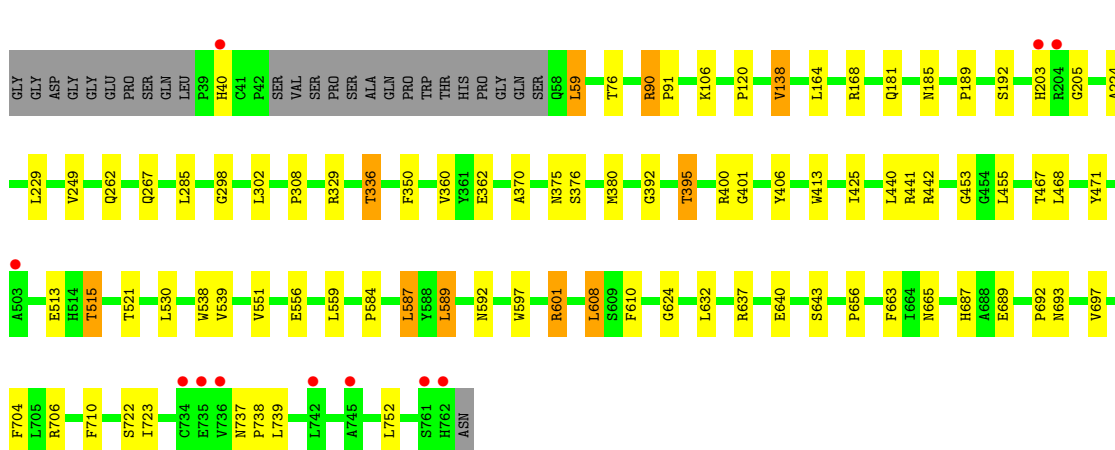 GLY GLY ASP GLY GLY GLU PRO SER GLN LEU P39 H40 C41 P42 SER VAL SER PRO SER ALA GLN PRO TRP THR HIS PRO GLY GLN SER Q58 L59 T76 R90 P91 K106 P120 V138 L164 R168 Q181 N185 P189 S192 H203 R204 G205 A224
L229 V249 Q262 Q267 L285 G298 L302 P308 R329 T336 F350 V360 Y361 E362 A370 N375 S376 M380 G392 T395 R400 G401 Y406 W413 I425 L440 R441 R442 G453 G454 L455 T467 L468 Y471
A503 E513 H514 T515 T521 L530 W538 V539 V551 E556 L559 P584 L587 Y588 L589 N592 W597 R601 L608 S609 F610 G624 L632 R637 E640 S643 P656 F663 I664 N665 H687 A688 E689 P692 N693 V697
F704 L705 R706 F710 S722 I723 C734 E735 V736 N737 P738 L739 L742 A745 L752 S761 H762 ASN